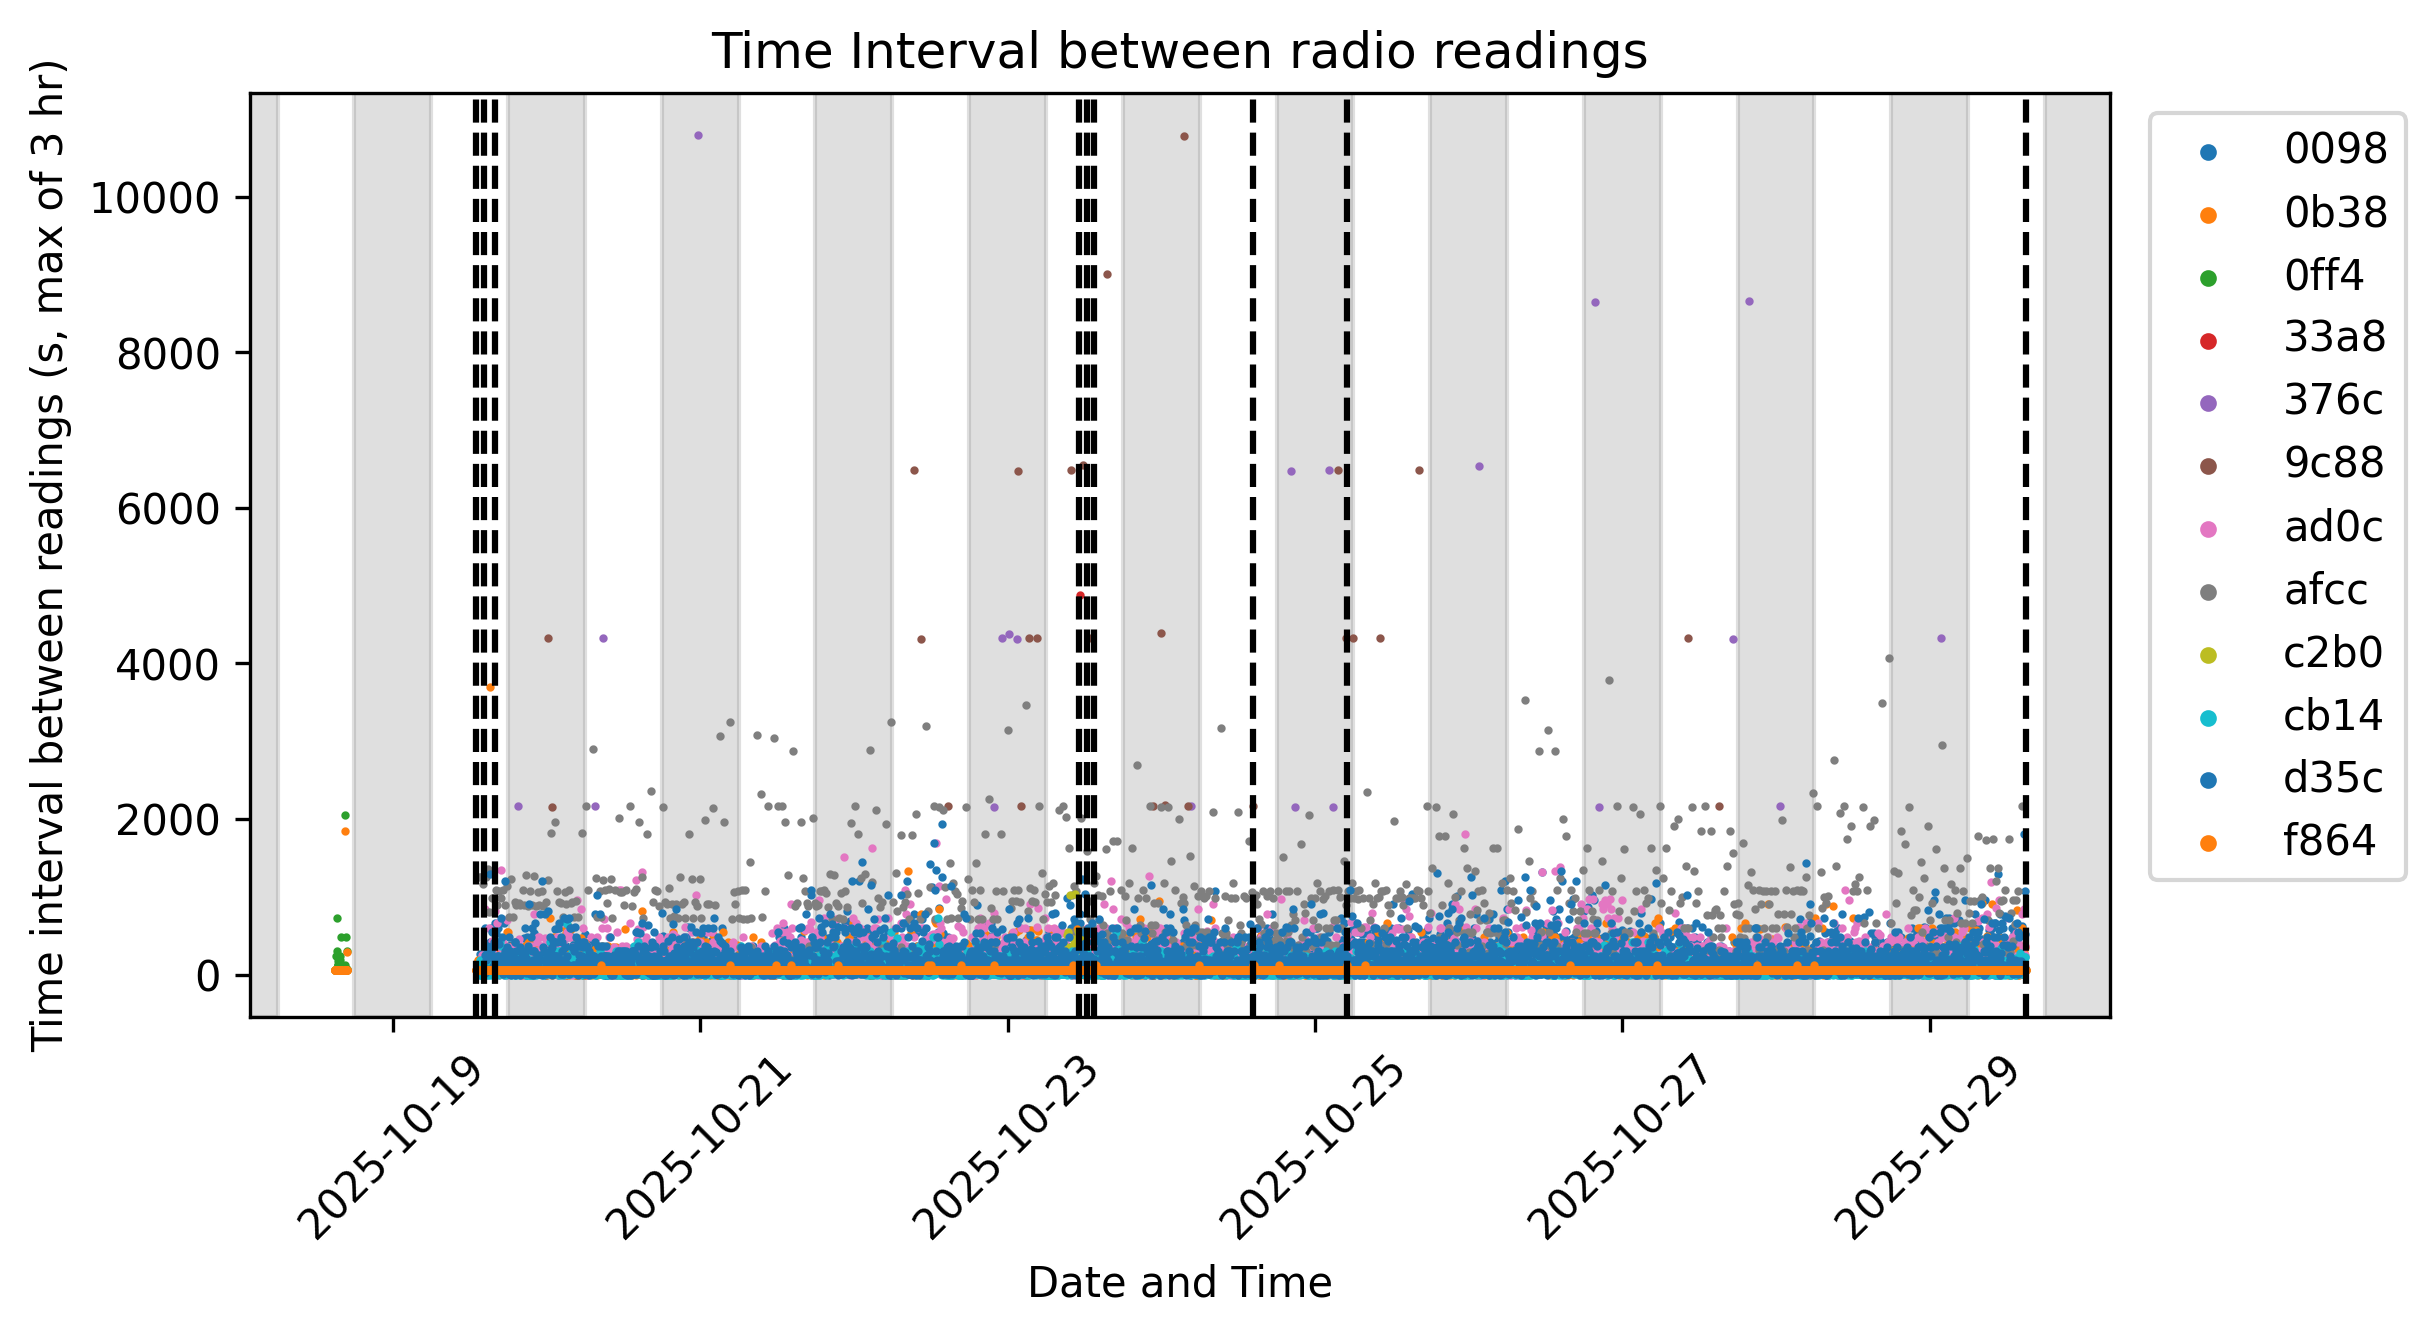 Time Interval between radio readings
Time interval between readings (s, max of 3 hr)
10000
8000
6000
4000
2000
0
2025-10-19
2025-10-21
2025-10-23
2025-10-25
2025-10-27
2025-10-29
Date and Time
0098
0b38
0ff4
33a8
376c
9c88
ad0c
afcc
c2b0
cb14
d35c
f864